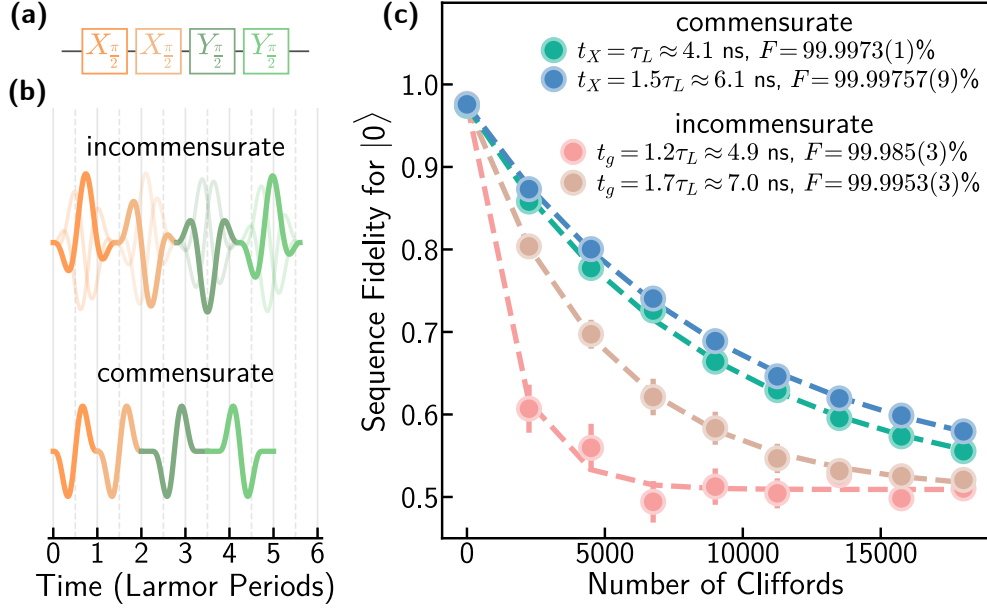 (a)
X π/2 X π/2 Y π/2 Y π/2
(b)
incommensurate
commensurate
0 1 2 3 4 5 6
Time (Larmor Periods)
(c)
commensurate
t_X = τ_L ≈ 4.1 ns, F = 99.9973(1)%
t_X = 1.5τ_L ≈ 6.1 ns, F = 99.99757(9)%
incommensurate
t_g = 1.2τ_L ≈ 4.9 ns, F = 99.985(3)%
t_g = 1.7τ_L ≈ 7.0 ns, F = 99.9953(3)%
Sequence Fidelity for |0⟩
1.0
0.9
0.8
0.7
0.6
0.5
0 5000 10000 15000
Number of Cliffords